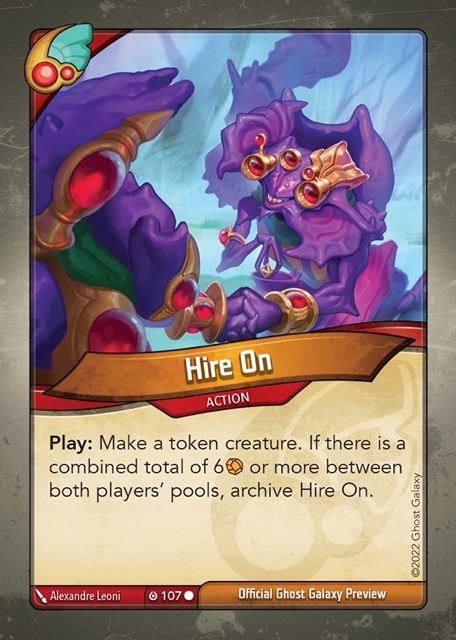 Hire On
ACTION
Play: Make a token creature. If there is a
combined total of 6 or more between
both players' pools, archive Hire On.
©2022 Ghost Galaxy
Alexandre Leoni
107
Official Ghost Galaxy Preview